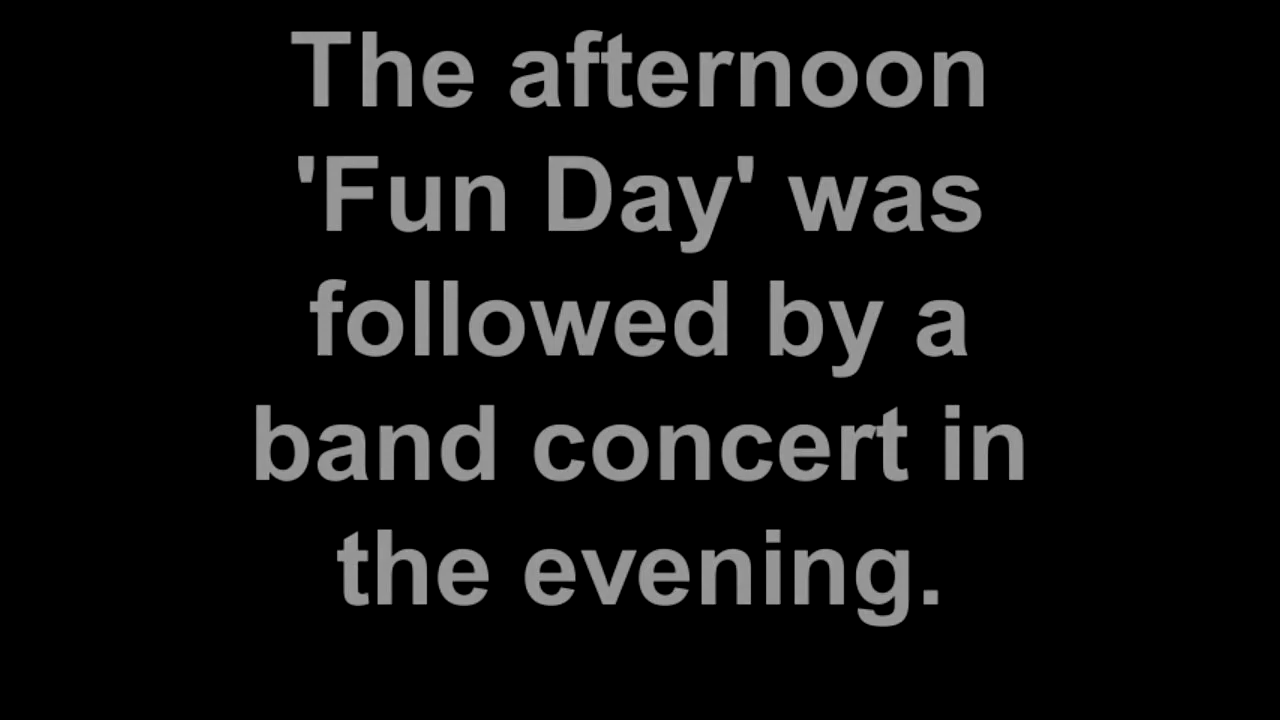 The afternoon
'Fun Day' was
followed by a
band concert in
the evening.